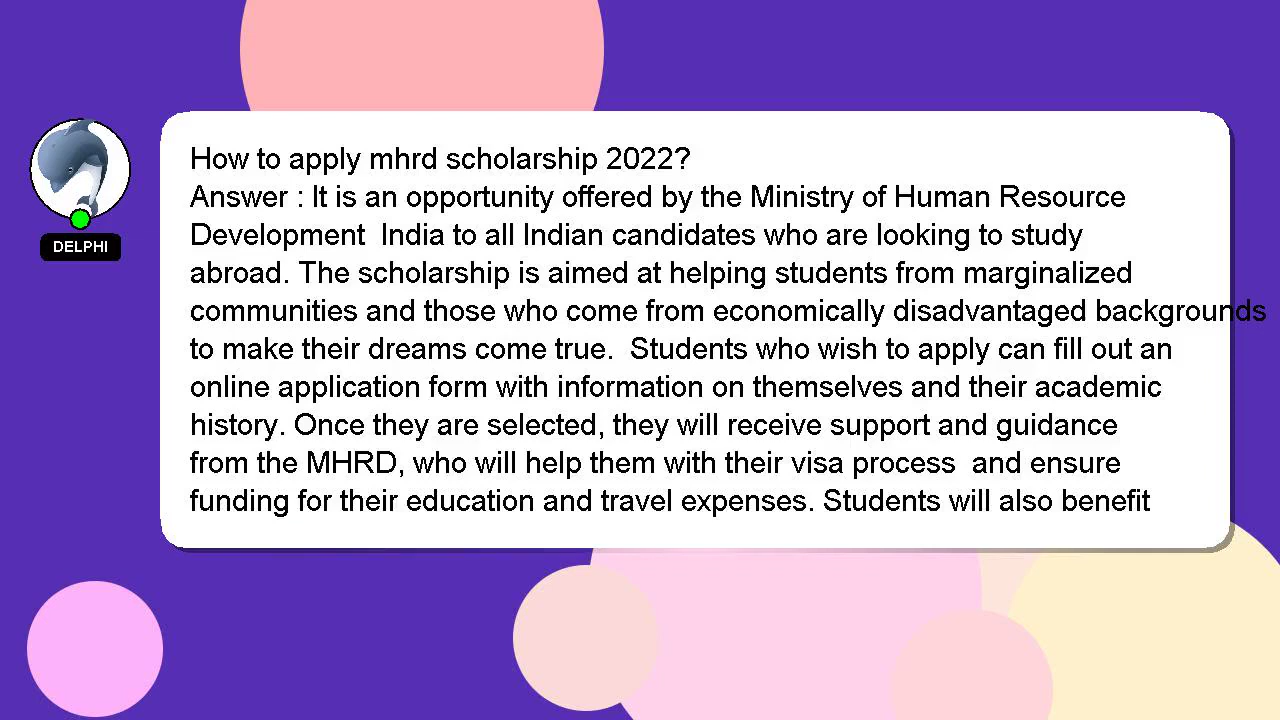 How to apply mhrd scholarship 2022?
Answer : It is an opportunity offered by the Ministry of Human Resource
Development  India to all Indian candidates who are looking to study
abroad. The scholarship is aimed at helping students from marginalized
communities and those who come from economically disadvantaged backgrounds
to make their dreams come true.  Students who wish to apply can fill out an
online application form with information on themselves and their academic
history. Once they are selected, they will receive support and guidance
from the MHRD, who will help them with their visa process  and ensure
funding for their education and travel expenses. Students will also benefit
DELPHI